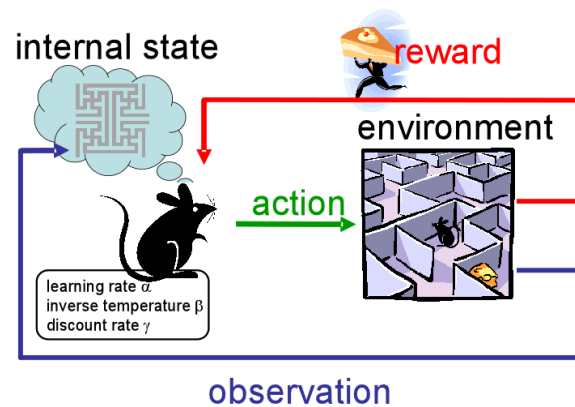 internal state
reward
environment
action
learning rate α
inverse temperature β
discount rate γ
observation